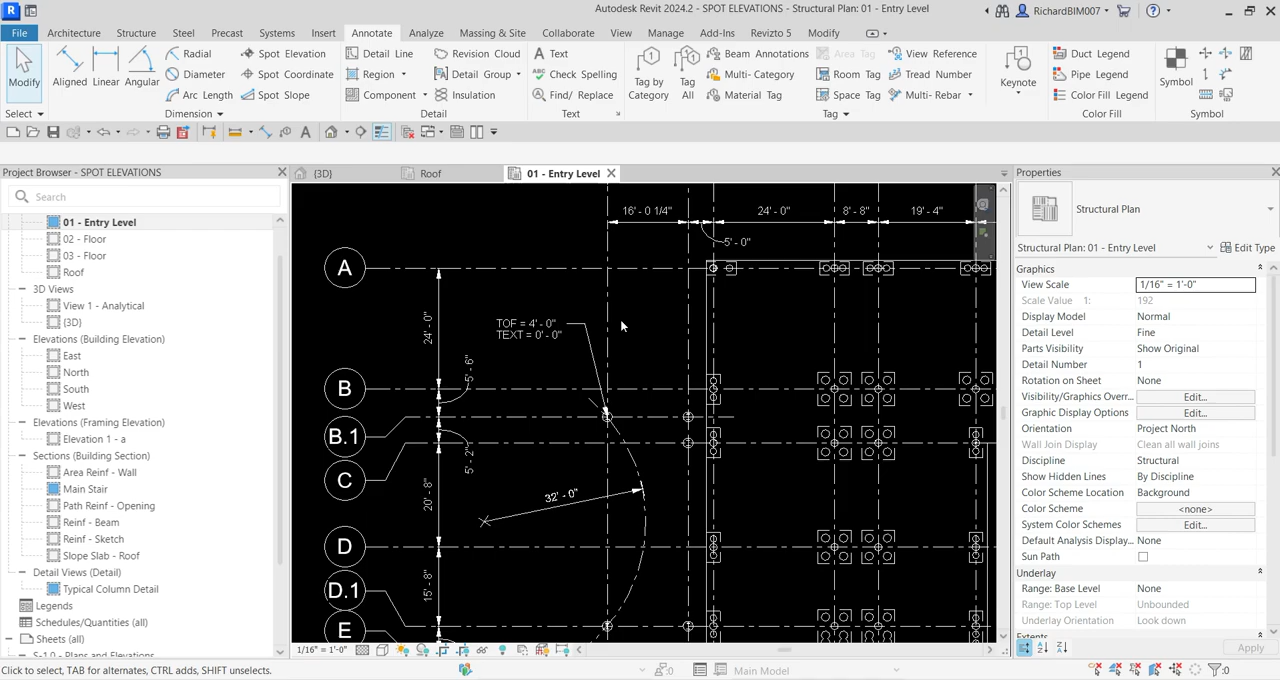 Autodesk Revit 2024.2 - SPOT ELEVATIONS - Structural Plan: 01 - Entry Level
RichardBIM007
File Architecture Structure Steel Precast Systems Insert Annotate Analyze Massing & Site Collaborate View Manage Add-Ins Revizto 5 Modify
Modify
Select
Aligned Linear Angular
Radial
Diameter
Arc Length
Spot Elevation
Spot Coordinate
Spot Slope
Dimension
Detail Line
Region
Component
Revision Cloud
Detail Group
Insulation
Detail
Text
Check Spelling
Find/ Replace
Text
Tag by Category
Tag All
Beam Annotations
Multi- Category
Material Tag
Area Tag
Room Tag
Space Tag
View Reference
Tread Number
Multi- Rebar
Tag
Keynote
Duct Legend
Pipe Legend
Color Fill Legend
Color Fill
Symbol
Symbol
Project Browser - SPOT ELEVATIONS
Search
01 - Entry Level
02 - Floor
03 - Floor
Roof
3D Views
View 1 - Analytical
{3D}
Elevations (Building Elevation)
East
North
South
West
Elevations (Framing Elevation)
Elevation 1 - a
Sections (Building Section)
Area Reinf - Wall
Main Stair
Path Reinf - Opening
Reinf - Beam
Reinf - Sketch
Slope Slab - Roof
Detail Views (Detail)
Typical Column Detail
Legends
Schedules/Quantities (all)
Sheets (all)
S-1.0 - Plans and Elevations
{3D} Roof 01 - Entry Level
16' - 0 1/4" 24' - 0" 8' - 8" 19' - 4"
5' - 0"
A
24' - 0"
TOF = 4' - 0"
TEXT = 0' - 0"
5' - 6"
B
B.1
5' - 2"
C
20' - 8"
32' - 0"
D
15' - 8"
D.1
E
1/16" = 1'-0"
Properties
Structural Plan
Structural Plan: 01 - Entry Level Edit Type
Graphics
View Scale 1/16" = 1'-0"
Scale Value 1: 192
Display Model Normal
Detail Level Fine
Parts Visibility Show Original
Detail Number 1
Rotation on Sheet None
Visibility/Graphics Overr... Edit...
Graphic Display Options Edit...
Orientation Project North
Wall Join Display Clean all wall joins
Discipline Structural
Show Hidden Lines By Discipline
Color Scheme Location Background
Color Scheme <none>
System Color Schemes Edit...
Default Analysis Display... None
Sun Path
Underlay
Range: Base Level None
Range: Top Level Unbounded
Underlay Orientation Look down
Extents
Apply
Click to select, TAB for alternates, CTRL adds, SHIFT unselects.
:0
Main Model
:0